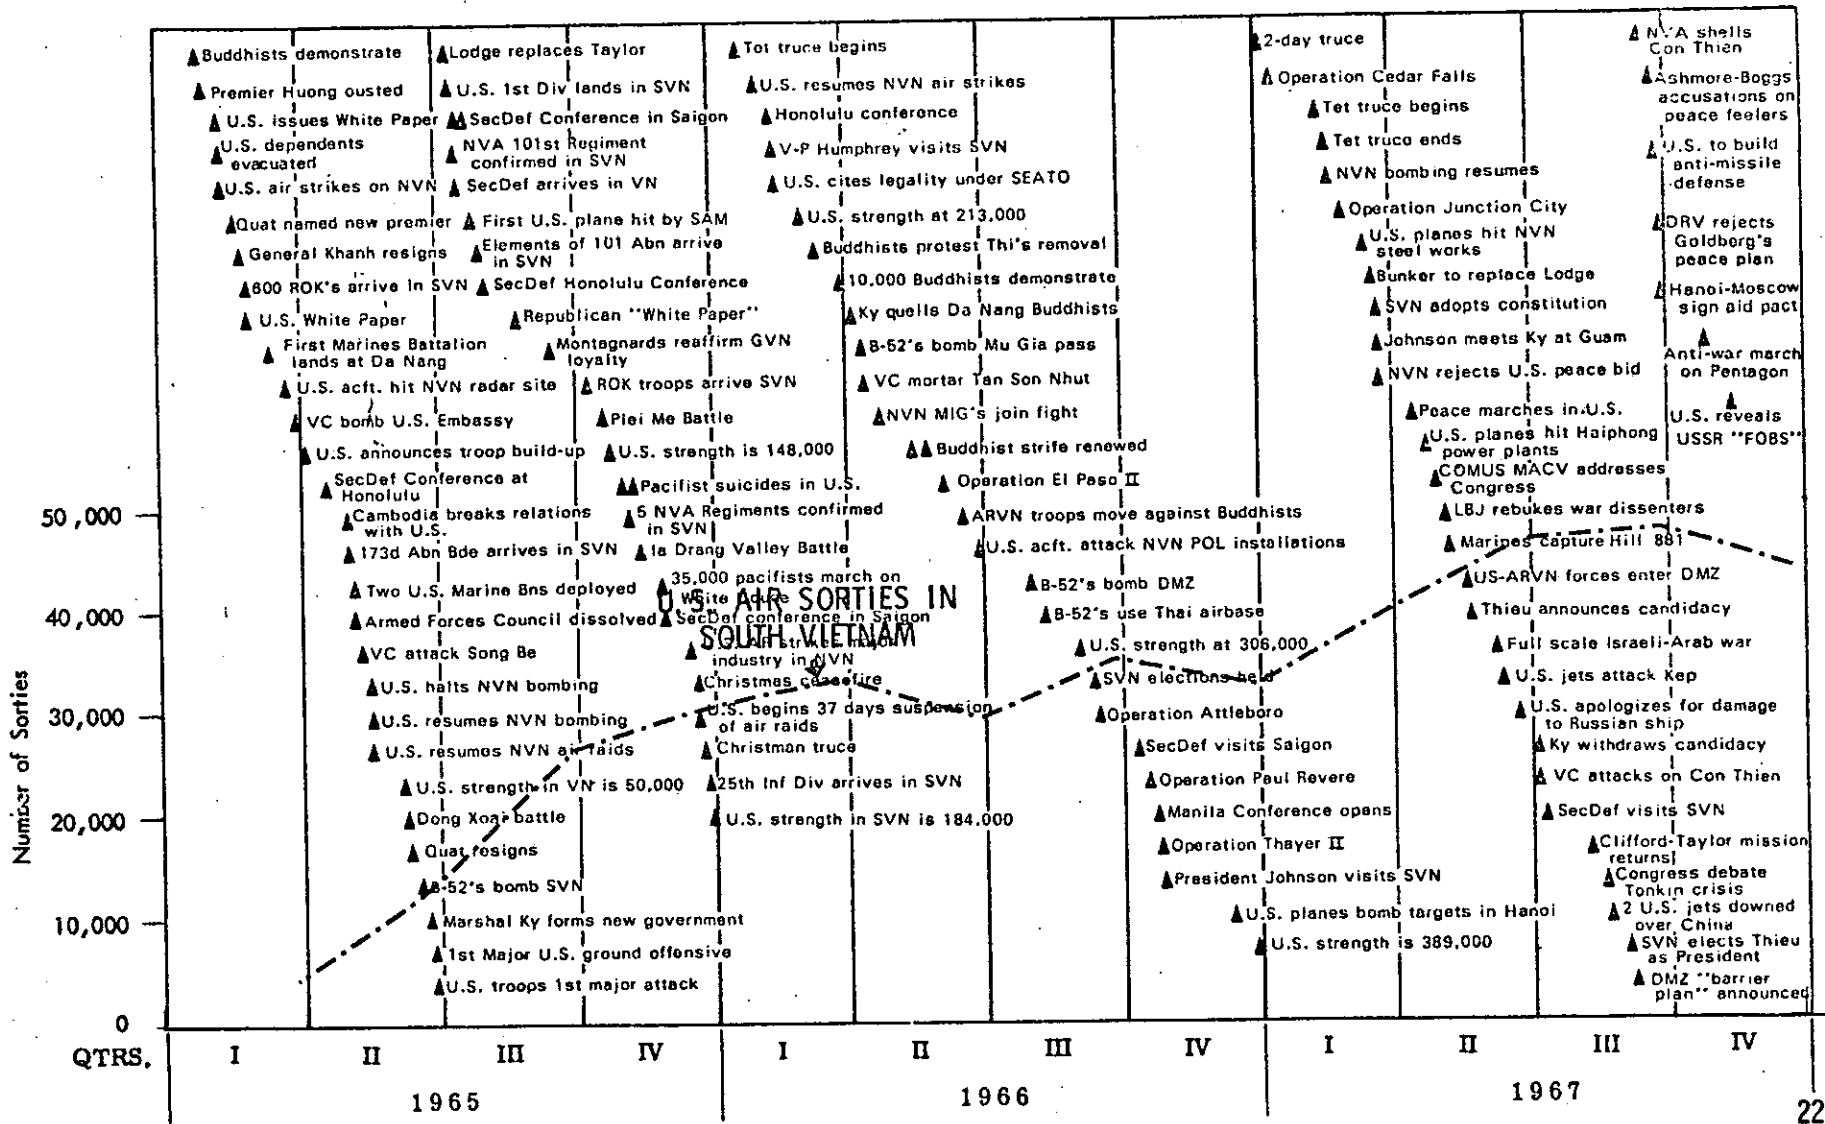 Buddhists demonstrate
Premier Huong ousted
U.S. issues White Paper
U.S. dependents
evacuated
U.S. air strikes on NVN
Quat named new premier
General Khanh resigns
600 ROK's arrive in SVN
U.S. White Paper
First Marines Battalion
lands at Da Nang
U.S. acft. hit NVN radar site
VC bomb U.S. Embassy
U.S. announces troop build-up
SecDef Conference at
Honolulu
Cambodia breaks relations
with U.S.
173d Abn Bde arrives in SVN
Two U.S. Marine Bns deployed
Armed Forces Council dissolved
VC attack Song Be
U.S. halts NVN bombing
U.S. resumes NVN bombing
U.S. resumes NVN air raids
U.S. strength in VN is 50,000
Dong Xoai battle
Quat resigns
B-52's bomb SVN
Marshal Ky forms new government
1st Major U.S. ground offensive
U.S. troops 1st major attack
Lodge replaces Taylor
U.S. 1st Div lands in SVN
SecDef Conference in Saigon
NVA 101st Regiment
confirmed in SVN
SecDef arrives in VN
First U.S. plane hit by SAM
Elements of 101 Abn arrive
in SVN
SecDef Honolulu Conference
Republican "White Paper"
Montagnards reaffirm GVN
loyalty
ROK troops arrive SVN
Plei Me Battle
U.S. strength is 148,000
Pacifist suicides in U.S.
5 NVA Regiments confirmed
in SVN
Ia Drang Valley Battle
35,000 pacifists march on
White House
SecDef conference in Saigon
U.S. AIR SORTIES IN
SOUTH VIETNAM
industry in NVN
Christmas ceasefire
U.S. begins 37 days suspension
of air raids
Christman truce
25th Inf Div arrives in SVN
U.S. strength in SVN is 184,000
Tet truce begins
U.S. resumes NVN air strikes
Honolulu conference
V-P Humphrey visits SVN
U.S. cites legality under SEATO
U.S. strength at 213,000
Buddhists protest Thi's removal
10,000 Buddhists demonstrate
Ky quells Da Nang Buddhists
B-52's bomb Mu Gia pass
VC mortar Tan Son Nhut
NVN MIG's join fight
Buddhist strife renewed
Operation El Paso II
ARVN troops move against Buddhists
U.S. acft. attack NVN POL installations
B-52's bomb DMZ
B-52's use Thai airbase
U.S. strength at 306,000
SVN elections held
Operation Attleboro
SecDef visits Saigon
Operation Paul Revere
Manila Conference opens
Operation Thayer II
President Johnson visits SVN
U.S. planes bomb targets in Hanoi
U.S. strength is 389,000
2-day truce
Operation Cedar Falls
Tet truce begins
Tet truce ends
NVN bombing resumes
Operation Junction City
U.S. planes hit NVN
steel works
Bunker to replace Lodge
SVN adopts constitution
Johnson meets Ky at Guam
NVN rejects U.S. peace bid
Peace marches in U.S.
U.S. planes hit Haiphong
power plants
COMUS MACV addresses
Congress
LBJ rebukes war dissenters
Marines capture Hill 881
US-ARVN forces enter DMZ
Thieu announces candidacy
Full scale Israeli-Arab war
U.S. jets attack Kep
U.S. apologizes for damage
to Russian ship
Ky withdraws candidacy
VC attacks on Con Thien
SecDef visits SVN
Clifford-Taylor mission
returns
Congress debate
Tonkin crisis
2 U.S. jets downed
over China
SVN elects Thieu
as President
DMZ "barrier
plan" announced
NVA shells
Con Thien
Ashmore-Boggs
accusations on
peace feelers
U.S. to build
anti-missile
defense
DRV rejects
Goldberg's
peace plan
Hanoi-Moscow
sign aid pact
Anti-war march
on Pentagon
U.S. reveals
USSR "FOBS"
Number of Sorties
50,000
40,000
30,000
20,000
10,000
0
QTRS. I II III IV I II III IV I II III IV
1965 1966 1967
22